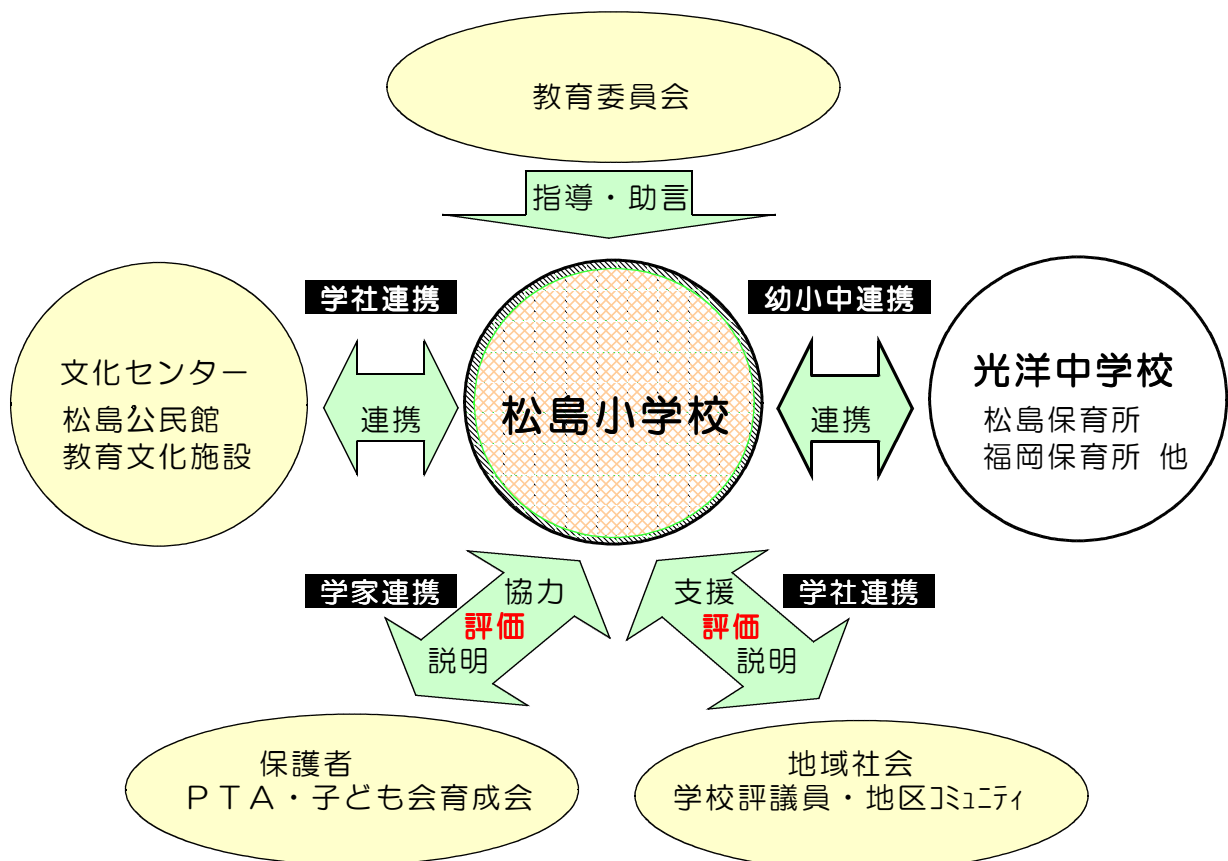 教育委員会
指導・助言
学社連携
幼小中連携
文化センター
松島公民館
教育文化施設
連携
松島小学校
連携
光洋中学校
松島保育所
福岡保育所 他
学家連携
協力
評価
説明
支援
評価
説明
学社連携
保護者
ＰＴＡ・子ども会育成会
地域社会
学校評議員・地区ｺﾐｭﾆﾃｨ